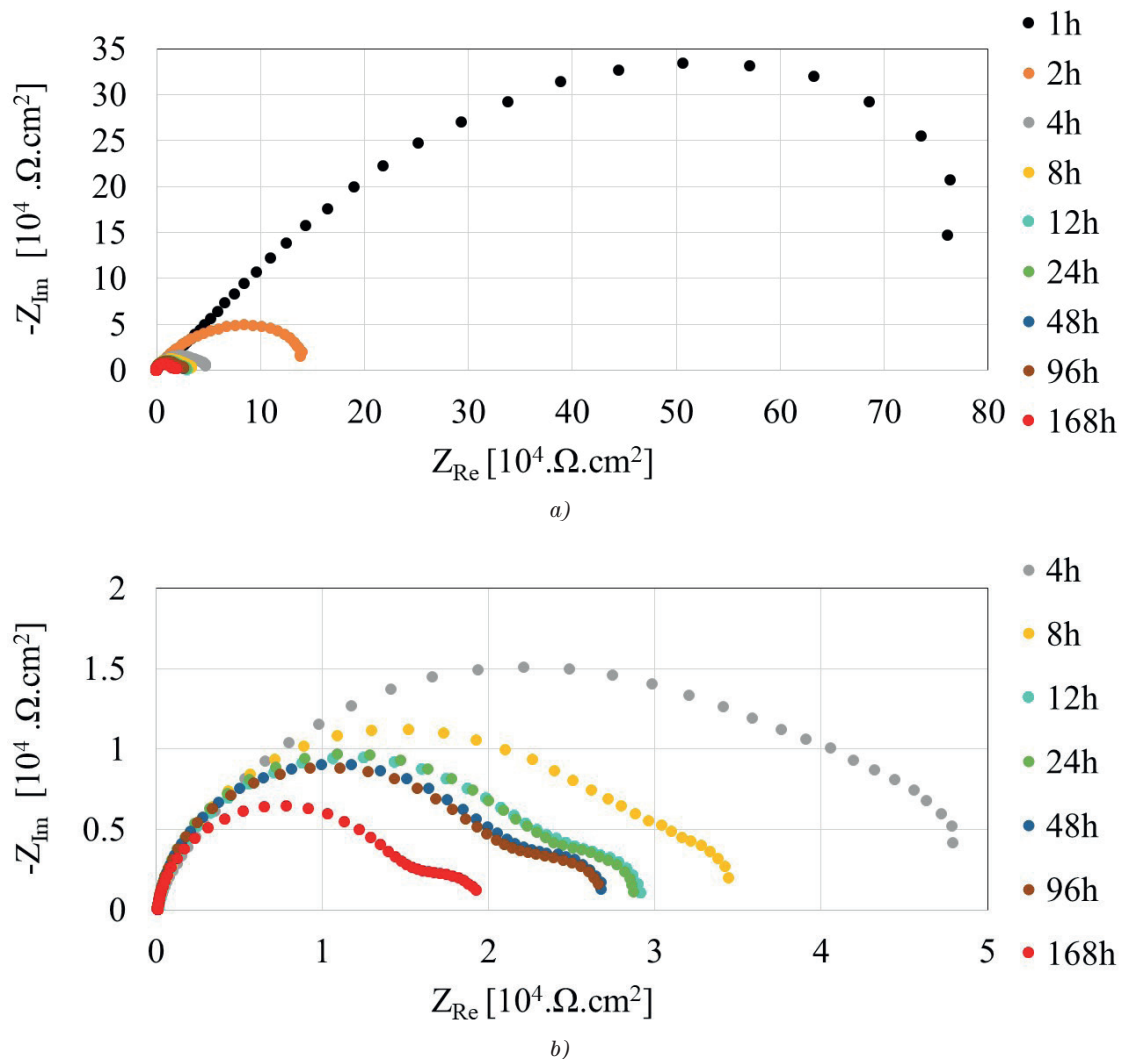 35
30
25
20
15
10
5
0
-Z_Im [10^4 .Ω.cm^2]
0 10 20 30 40 50 60 70 80
Z_Re [10^4.Ω.cm^2]
1h
2h
4h
8h
12h
24h
48h
96h
168h
a)
2
1.5
1
0.5
0
-Z_Im [10^4 .Ω.cm^2]
0 1 2 3 4 5
Z_Re [10^4.Ω.cm^2]
4h
8h
12h
24h
48h
96h
168h
b)